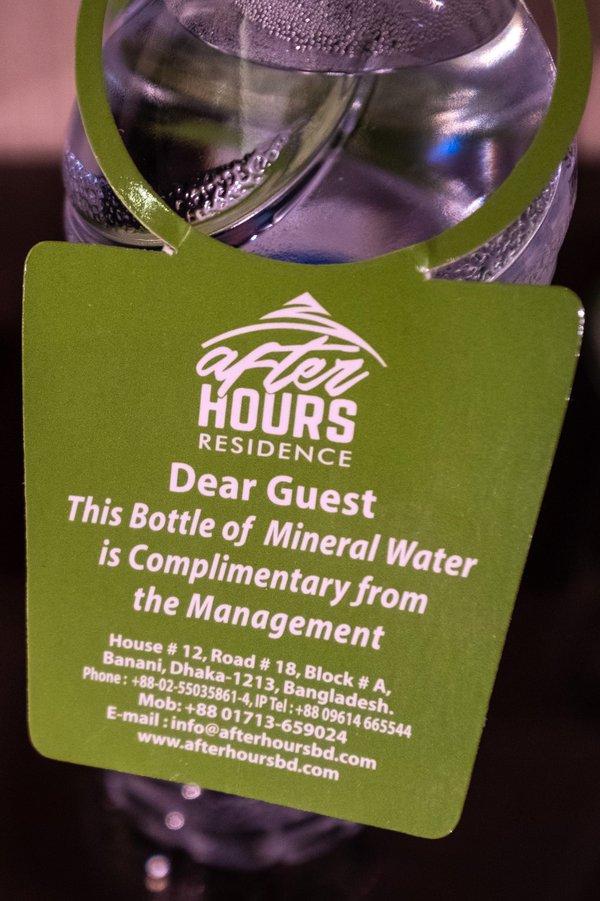 after
HOURS
RESIDENCE
Dear Guest
This Bottle of Mineral Water
is Complimentary from
the Management
House # 12, Road # 18, Block # A,
Banani, Dhaka-1213, Bangladesh.
Phone : +88-02-55035861-4, IP Tel : +88 09614 665544
Mob: +88 01713-659024
E-mail : info@afterhoursbd.com
www.afterhoursbd.com